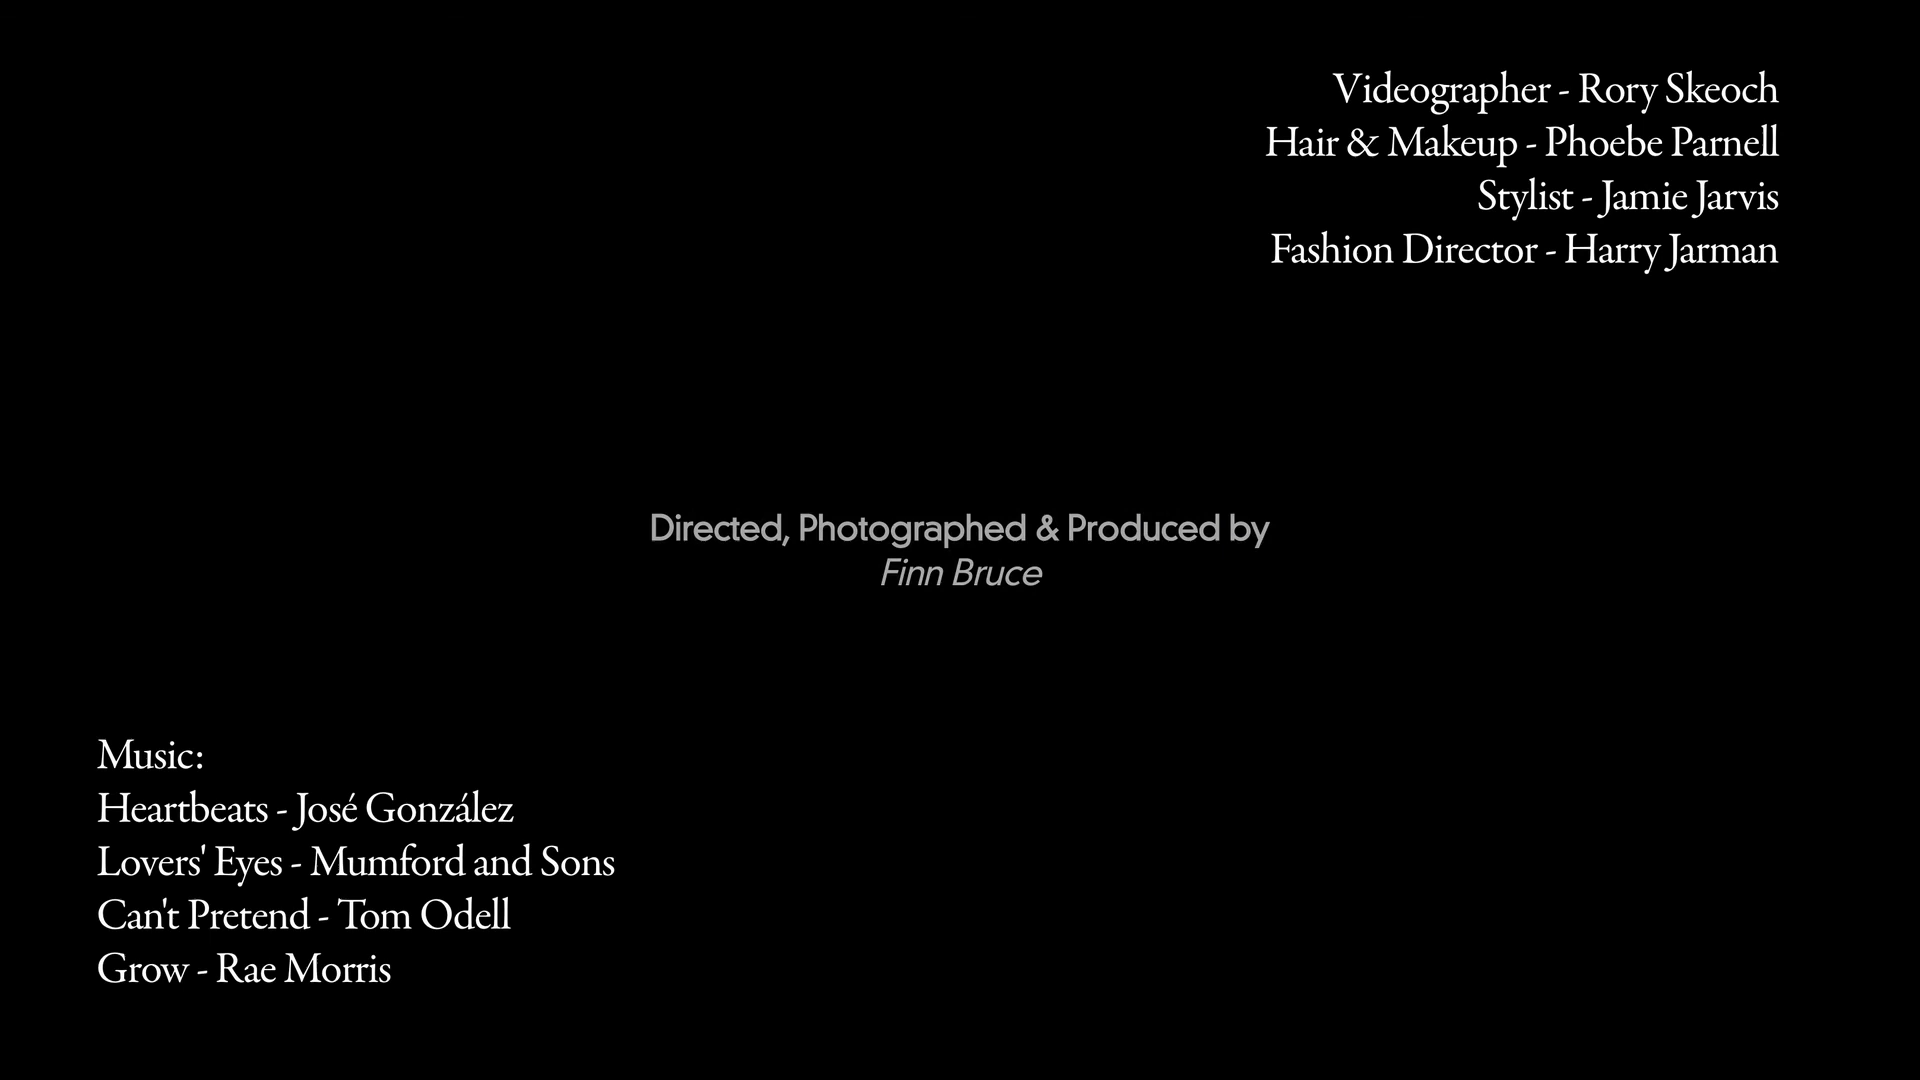 Videographer - Rory Skeoch
Hair & Makeup - Phoebe Parnell
Stylist - Jamie Jarvis
Fashion Director - Harry Jarman
Directed, Photographed & Produced by
Finn Bruce
Music:
Heartbeats - José González
Lovers' Eyes - Mumford and Sons
Can't Pretend - Tom Odell
Grow - Rae Morris